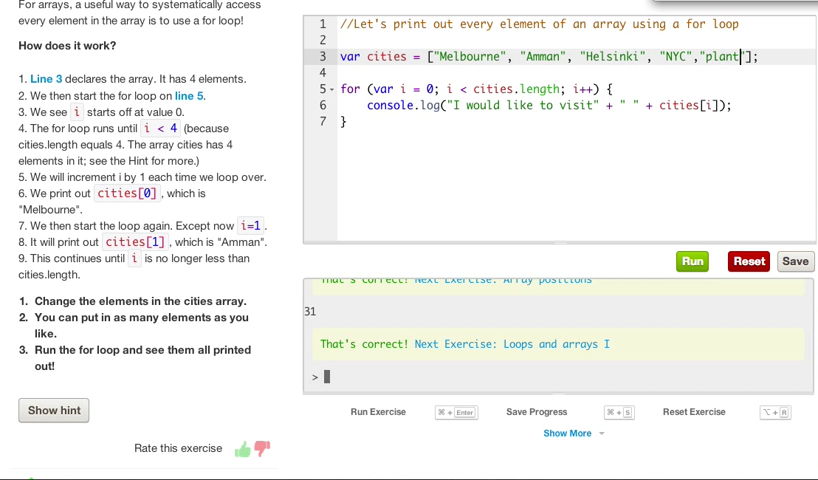 For arrays, a useful way to systematically access
every element in the array is to use a for loop!
How does it work?
1. Line 3 declares the array. It has 4 elements.
2. We then start the for loop on line 5.
3. We see i starts off at value 0.
4. The for loop runs until i < 4 (because
cities.length equals 4. The array cities has 4
elements in it; see the Hint for more.)
5. We will increment i by 1 each time we loop over.
6. We print out cities[0], which is
"Melbourne".
7. We then start the loop again. Except now i=1.
8. It will print out cities[1], which is "Amman".
9. This continues until i is no longer less than
cities.length.
1. Change the elements in the cities array.
2. You can put in as many elements as you
like.
3. Run the for loop and see them all printed
out!
Show hint
Rate this exercise
1 //Let's print out every element of an array using a for loop
2
3 var cities = ["Melbourne", "Amman", "Helsinki", "NYC","plant"];
4
5 for (var i = 0; i < cities.length; i++) {
6 console.log("I would like to visit" + " " + cities[i]);
7 }
Run Reset Save
That's correct! Next Exercise: Array positions
31
That's correct! Next Exercise: Loops and arrays I
>
Run Exercise ⌘ + Enter Save Progress ⌘ + S Reset Exercise ⌥ + R
Show More